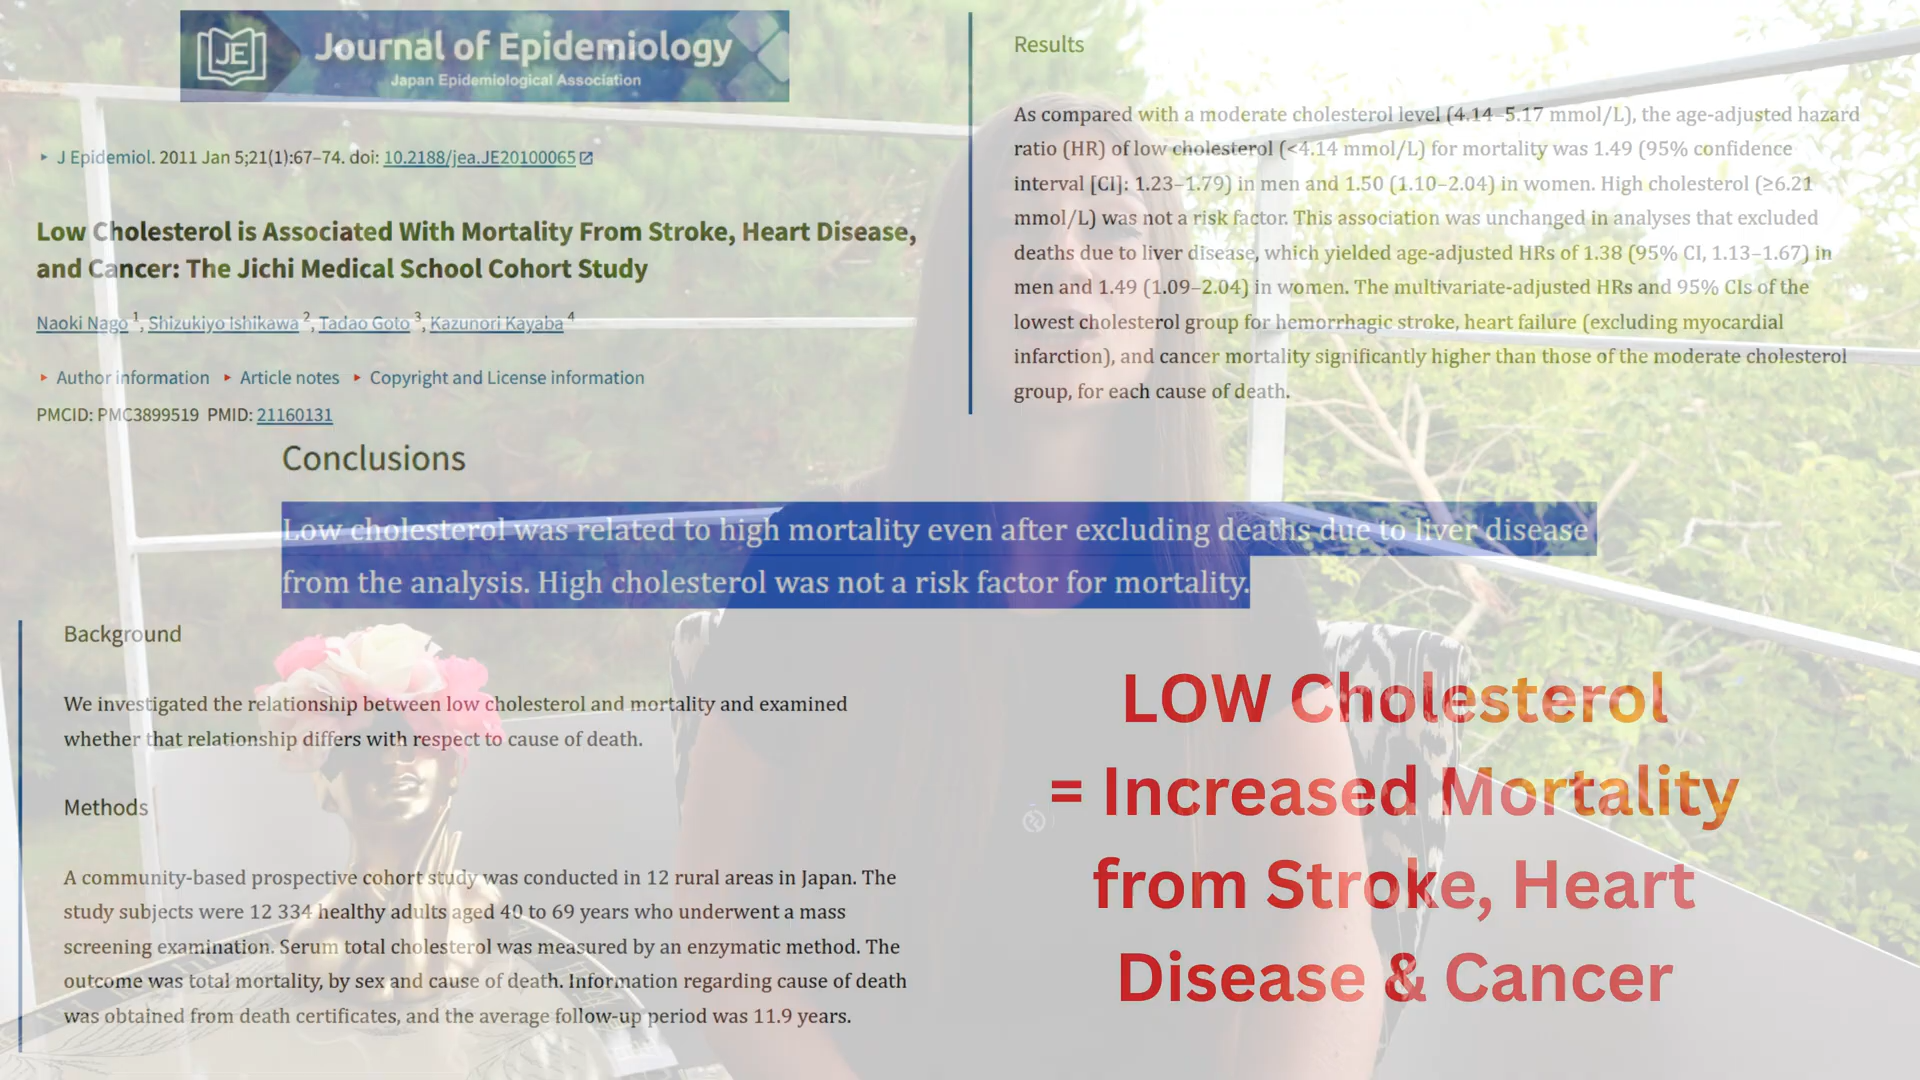 JE
Journal of Epidemiology
Japan Epidemiological Association
J Epidemiol. 2011 Jan 5;21(1):67–74. doi: 10.2188/jea.JE20100065
Low Cholesterol is Associated With Mortality From Stroke, Heart Disease,
and Cancer: The Jichi Medical School Cohort Study
Naoki Nago 1, Shizukiyo Ishikawa 2, Tadao Goto 3, Kazunori Kayaba 4
Author information Article notes Copyright and License information
PMCID: PMC3899519 PMID: 21160131
Results
As compared with a moderate cholesterol level (4.14–5.17 mmol/L), the age-adjusted hazard
ratio (HR) of low cholesterol (<4.14 mmol/L) for mortality was 1.49 (95% confidence
interval [CI]: 1.23–1.79) in men and 1.50 (1.10–2.04) in women. High cholesterol (≥6.21
mmol/L) was not a risk factor. This association was unchanged in analyses that excluded
deaths due to liver disease, which yielded age-adjusted HRs of 1.38 (95% CI, 1.13–1.67) in
men and 1.49 (1.09–2.04) in women. The multivariate-adjusted HRs and 95% CIs of the
lowest cholesterol group for hemorrhagic stroke, heart failure (excluding myocardial
infarction), and cancer mortality significantly higher than those of the moderate cholesterol
group, for each cause of death.
Conclusions
Low cholesterol was related to high mortality even after excluding deaths due to liver disease
from the analysis. High cholesterol was not a risk factor for mortality.
Background
We investigated the relationship between low cholesterol and mortality and examined
whether that relationship differs with respect to cause of death.
Methods
A community-based prospective cohort study was conducted in 12 rural areas in Japan. The
study subjects were 12 334 healthy adults aged 40 to 69 years who underwent a mass
screening examination. Serum total cholesterol was measured by an enzymatic method. The
outcome was total mortality, by sex and cause of death. Information regarding cause of death
was obtained from death certificates, and the average follow-up period was 11.9 years.
LOW Cholesterol
= Increased Mortality
from Stroke, Heart
Disease & Cancer